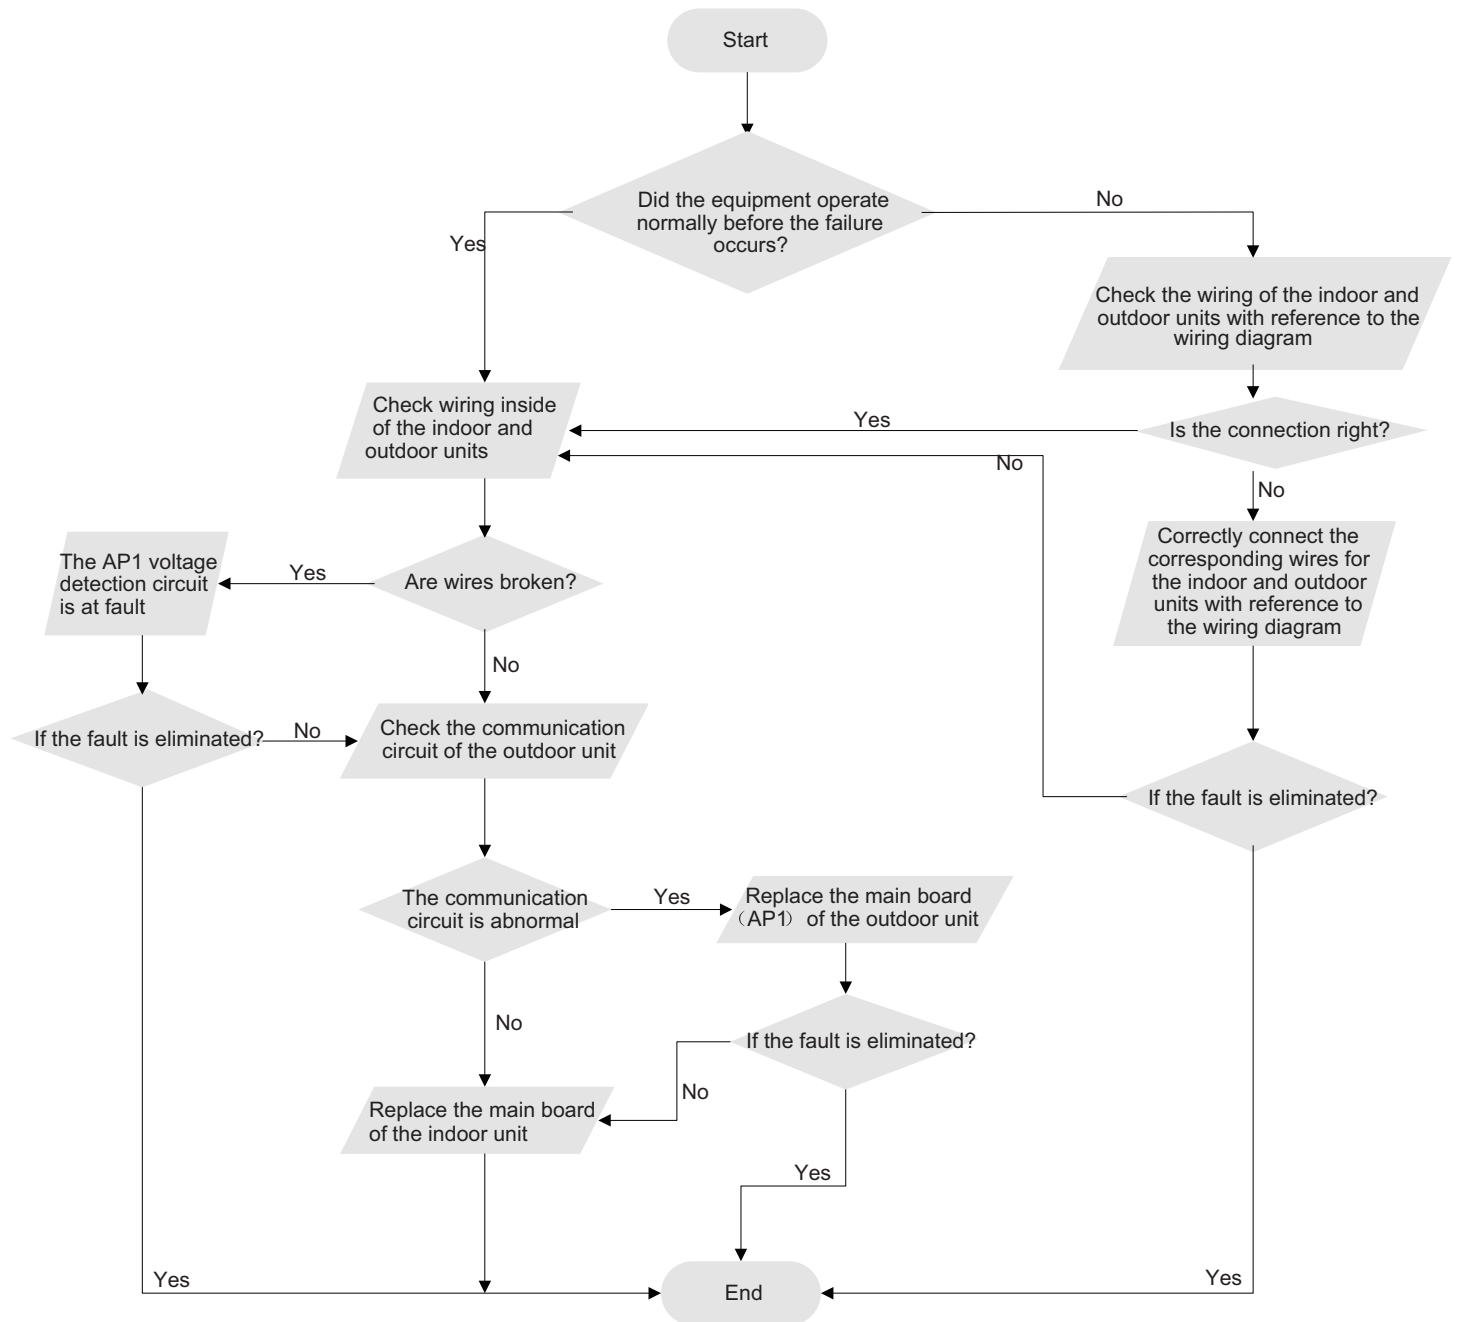 Start
Did the equipment operate
normally before the failure
occurs?
No
Yes
Check the wiring of the indoor and
outdoor units with reference to the
wiring diagram
Check wiring inside
of the indoor and
outdoor units
Yes
Is the connection right?
No
No
Correctly connect the
corresponding wires for
the indoor and outdoor
units with reference to
the wiring diagram
The AP1 voltage
detection circuit
is at fault
Yes
Are wires broken?
No
If the fault is eliminated?
No
Check the communication
circuit of the outdoor unit
If the fault is eliminated?
The communication
circuit is abnormal
Yes
Replace the main board
（AP1） of the outdoor unit
No
If the fault is eliminated?
No
Replace the main board
of the indoor unit
Yes
Yes
End
Yes